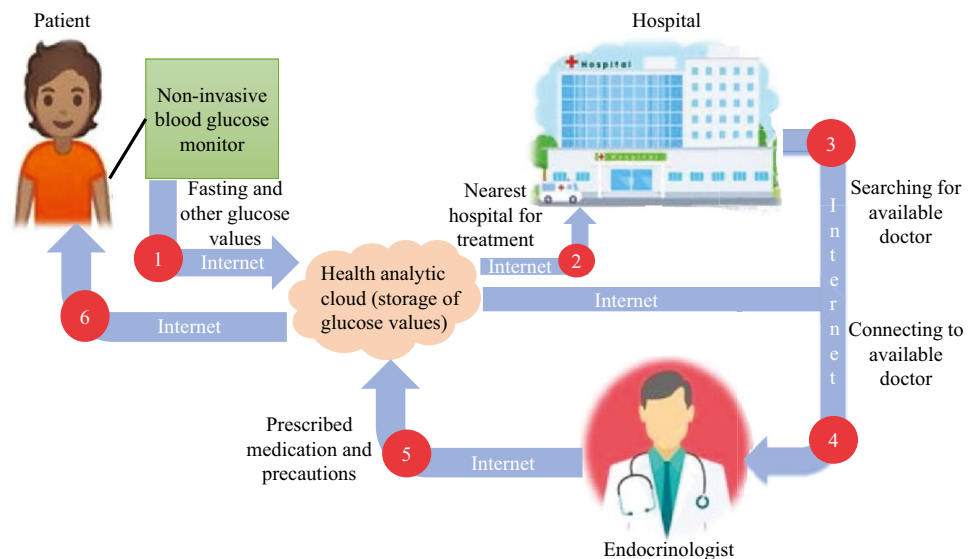 Patient
Hospital
Non-invasive
blood glucose
monitor
Hospital
Hospital
3
Fasting and
other glucose
values
Nearest
hospital for
treatment
Searching for
available
doctor
1
Internet
Internet
2
Internet
Health analytic
cloud (storage of
glucose values)
Internet
6
Internet
Connecting to
available
doctor
Prescribed
medication and
precautions
5
Internet
4
Endocrinologist